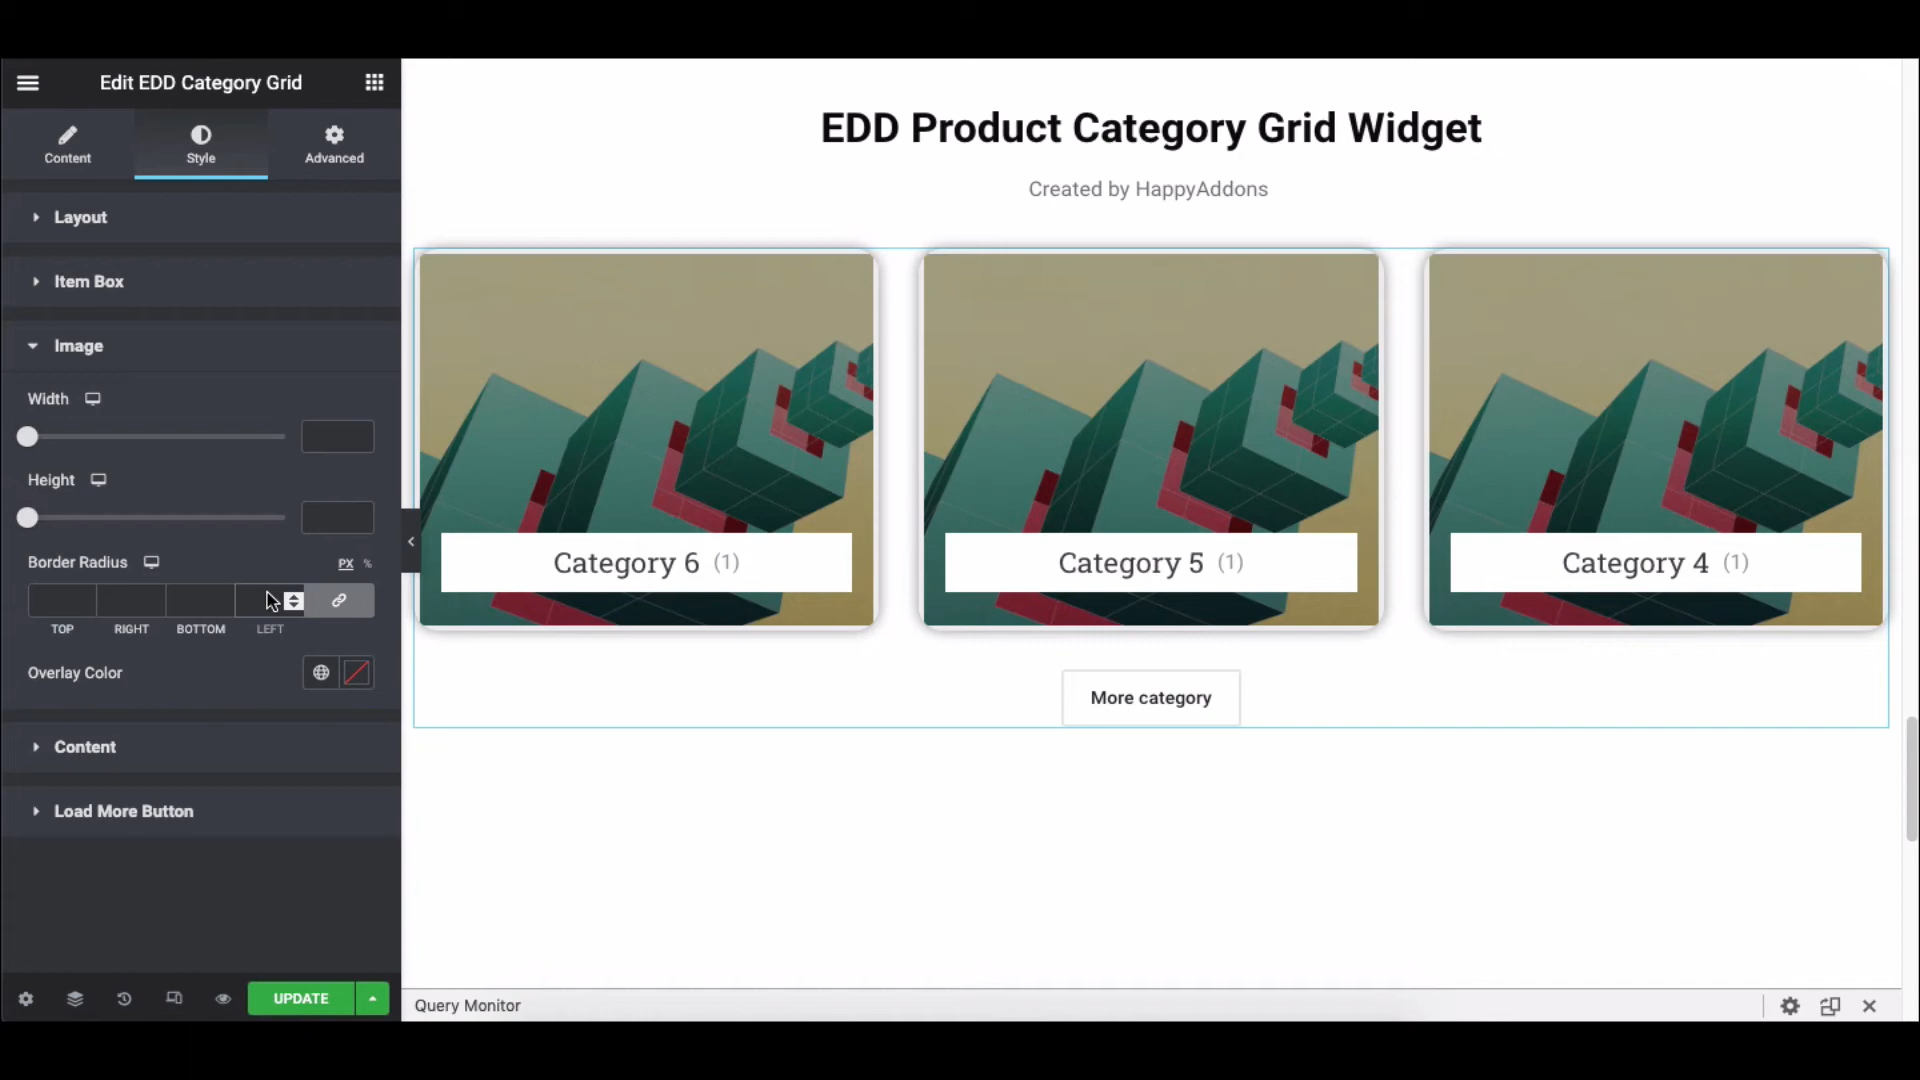 Edit EDD Category Grid
Content
Style
Advanced
Layout
Item Box
Image
Width
Height
Border Radius
PX %
TOP RIGHT BOTTOM LEFT
Overlay Color
Content
Load More Button
UPDATE
EDD Product Category Grid Widget
Created by HappyAddons
Category 6 (1)
Category 5 (1)
Category 4 (1)
More category
Query Monitor